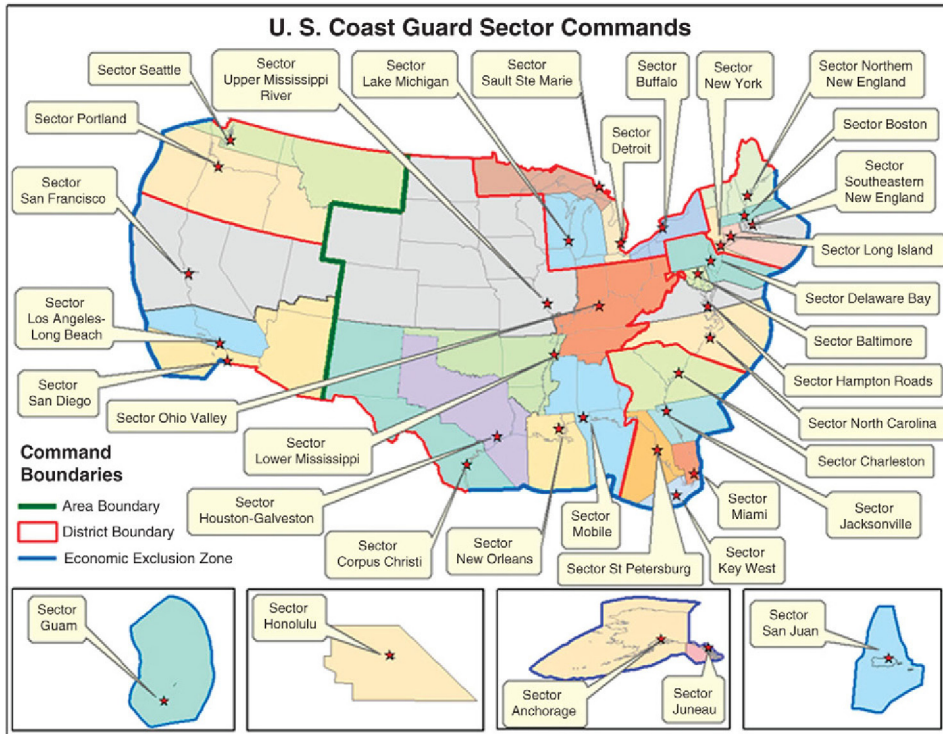 U. S. Coast Guard Sector Commands
Sector Seattle
Sector
Upper Mississippi
River
Sector
Lake Michigan
Sector
Sault Ste Marie
Sector
Buffalo
Sector
New York
Sector Northern
New England
Sector Portland
Sector
Detroit
Sector Boston
Sector
San Francisco
Sector
Southeastern
New England
Sector Long Island
Sector
Los Angeles-
Long Beach
Sector Delaware Bay
Sector Baltimore
Sector
San Diego
Sector Hampton Roads
Sector Ohio Valley
Sector North Carolina
Sector
Lower Mississippi
Sector Charleston
Command
Boundaries
Area Boundary
District Boundary
Economic Exclusion Zone
Sector
Houston-Galveston
Sector
Corpus Christi
Sector
New Orleans
Sector
Mobile
Sector St Petersburg
Sector
Key West
Sector
Miami
Sector
Jacksonville
Sector
Guam
Sector
Honolulu
Sector
Anchorage
Sector
Juneau
Sector
San Juan